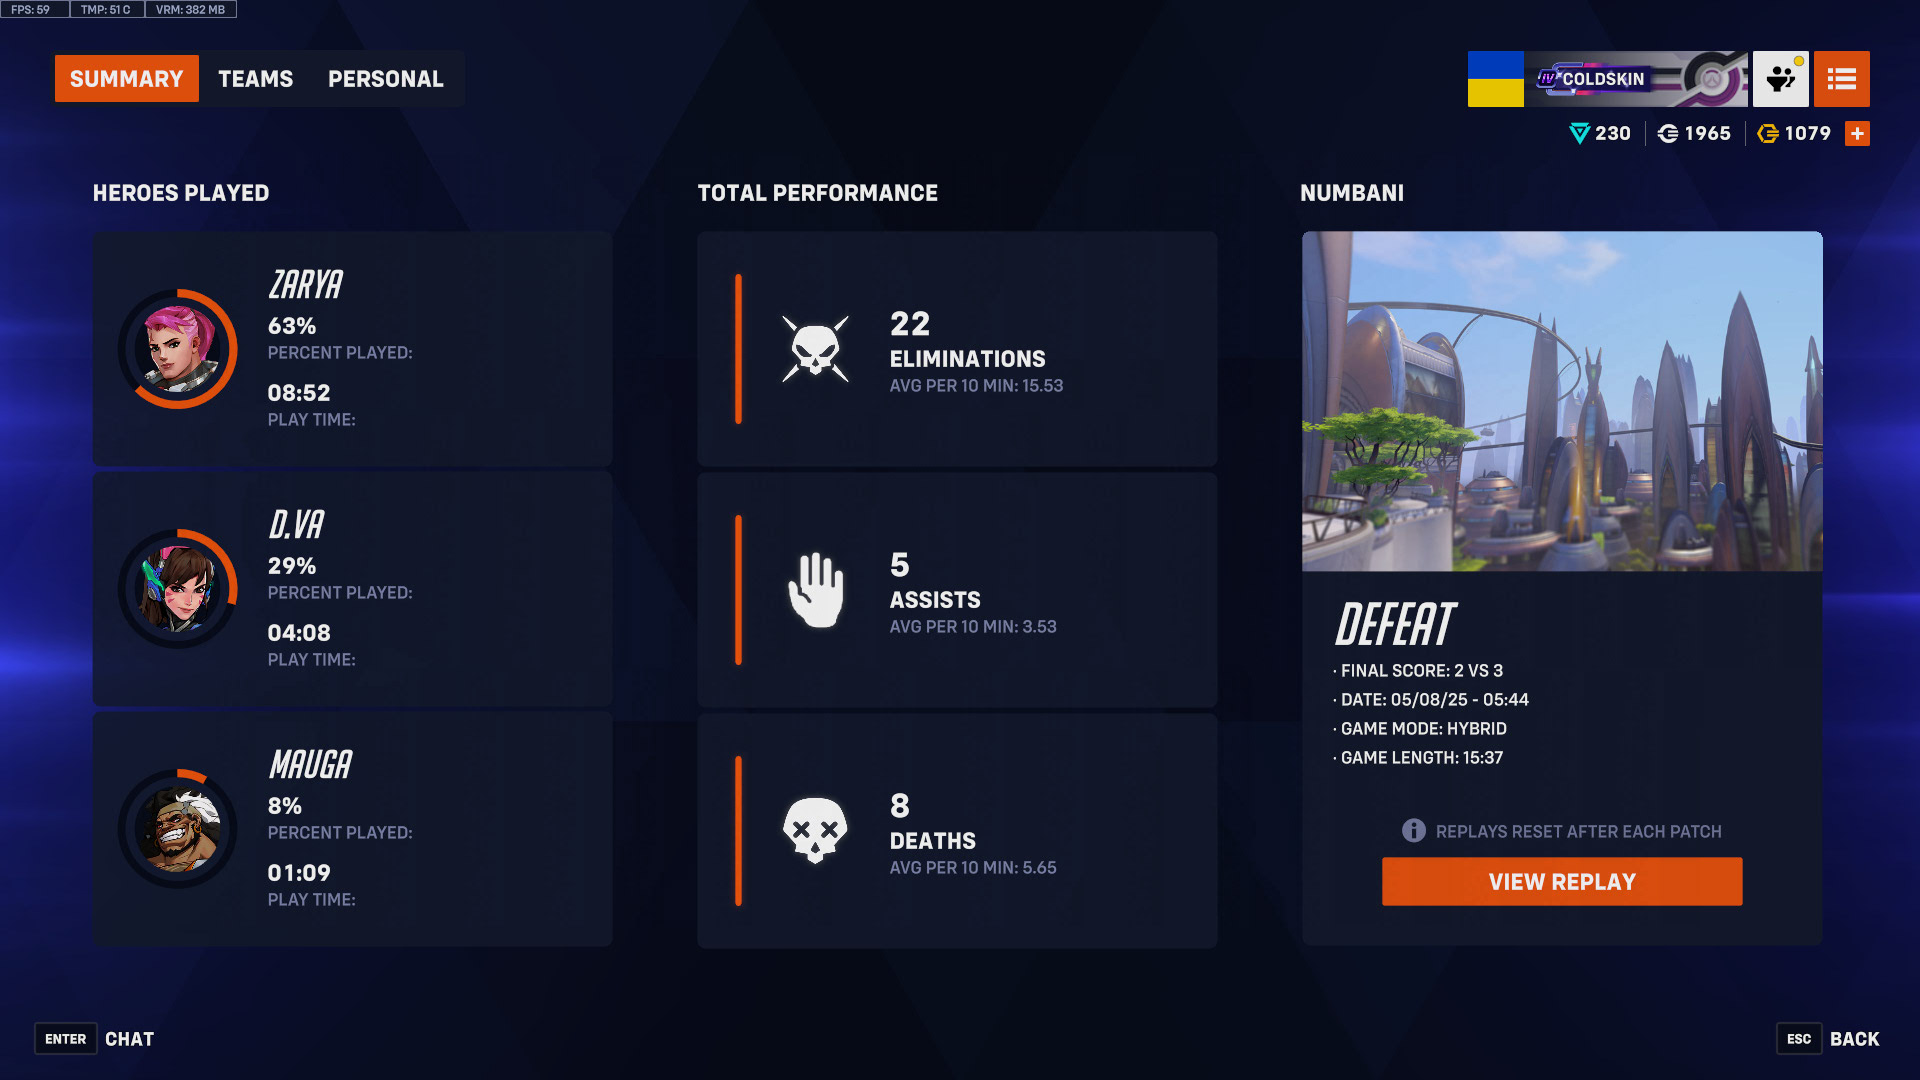 FPS: 59 TMP: 51 C VRM: 382 MB
SUMMARY TEAMS PERSONAL
IV COLDSKIN
230 1965 1079 +
HEROES PLAYED
ZARYA
63%
PERCENT PLAYED:
08:52
PLAY TIME:
D.VA
29%
PERCENT PLAYED:
04:08
PLAY TIME:
MAUGA
8%
PERCENT PLAYED:
01:09
PLAY TIME:
TOTAL PERFORMANCE
22
ELIMINATIONS
AVG PER 10 MIN: 15.53
5
ASSISTS
AVG PER 10 MIN: 3.53
8
DEATHS
AVG PER 10 MIN: 5.65
NUMBANI
DEFEAT
· FINAL SCORE: 2 VS 3
· DATE: 05/08/25 - 05:44
· GAME MODE: HYBRID
· GAME LENGTH: 15:37
REPLAYS RESET AFTER EACH PATCH
VIEW REPLAY
ENTER CHAT
ESC BACK